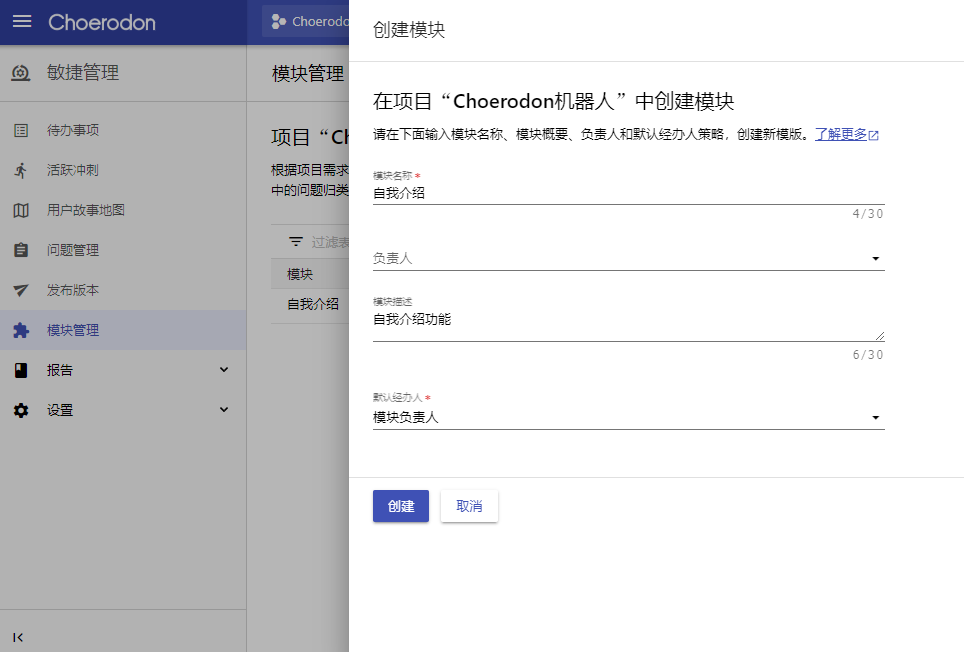 Choerodon
Choerodo
敏捷管理
待办事项
活跃冲刺
用户故事地图
问题管理
发布版本
模块管理
报告
设置
模块管理
项目“Ch
根据项目需求
中的问题归类
过滤表
模块
自我介绍
创建模块
在项目“Choerodon机器人”中创建模块
请在下面输入模块名称、模块概要、负责人和默认经办人策略，创建新模版。了解更多
模块名称 *
自我介绍
4/30
负责人
模块描述
自我介绍功能
6/30
默认经办人 *
模块负责人
创建
取消